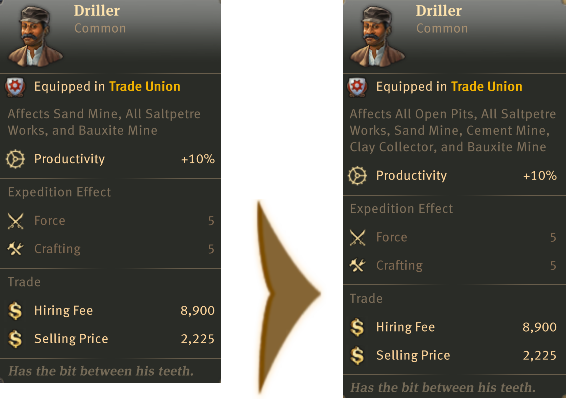 Driller
Common
Equipped in Trade Union
Affects Sand Mine, All Saltpetre
Works, and Bauxite Mine
Productivity +10%
Expedition Effect
Force 5
Crafting 5
Trade
Hiring Fee 8,900
Selling Price 2,225
Has the bit between his teeth.
Driller
Common
Equipped in Trade Union
Affects All Open Pits, All Saltpetre
Works, Sand Mine, Cement Mine,
Clay Collector, and Bauxite Mine
Productivity +10%
Expedition Effect
Force 5
Crafting 5
Trade
Hiring Fee 8,900
Selling Price 2,225
Has the bit between his teeth.